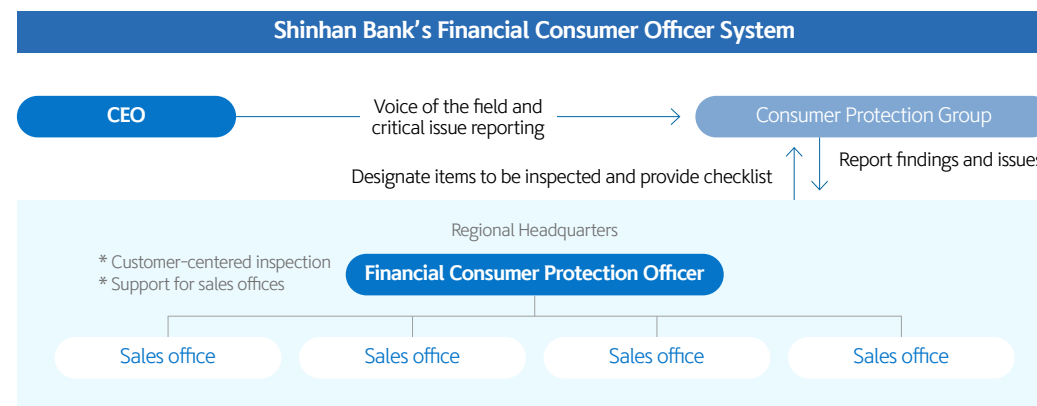 Shinhan Bank's Financial Consumer Officer System
CEO
Voice of the field and
critical issue reporting
Consumer Protection Group
Designate items to be inspected and provide checklist
Report findings and issues
Regional Headquarters
* Customer-centered inspection
* Support for sales offices
Financial Consumer Protection Officer
Sales office
Sales office
Sales office
Sales office